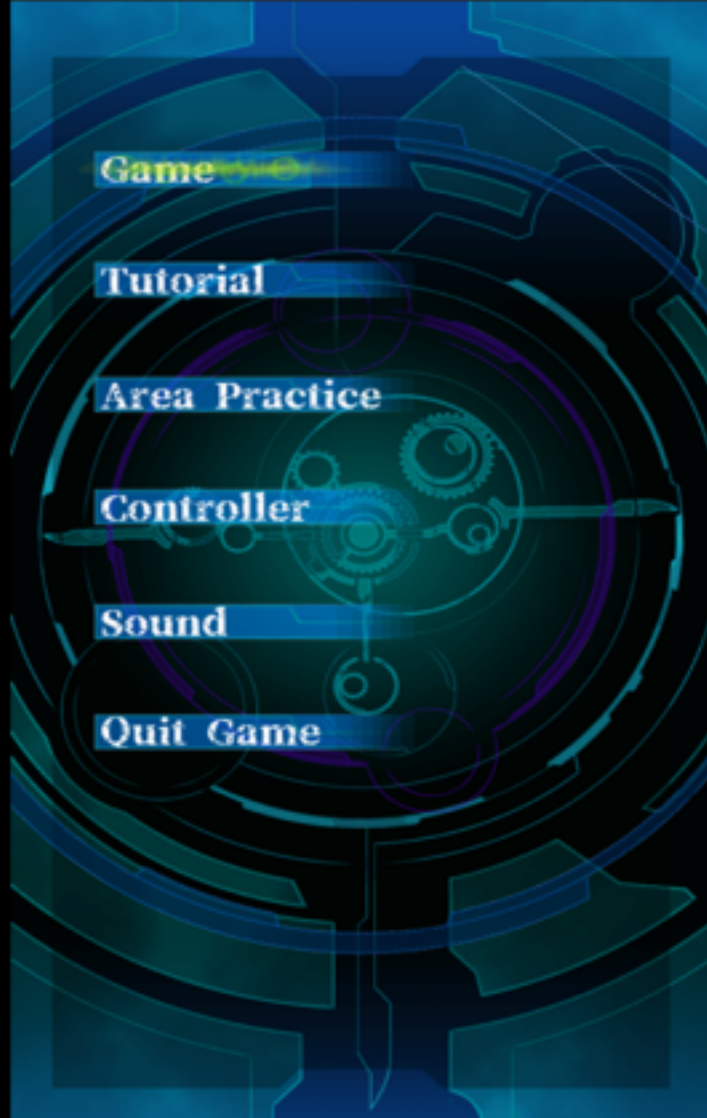 Game
Tutorial
Area Practice
Controller
Sound
Quit Game